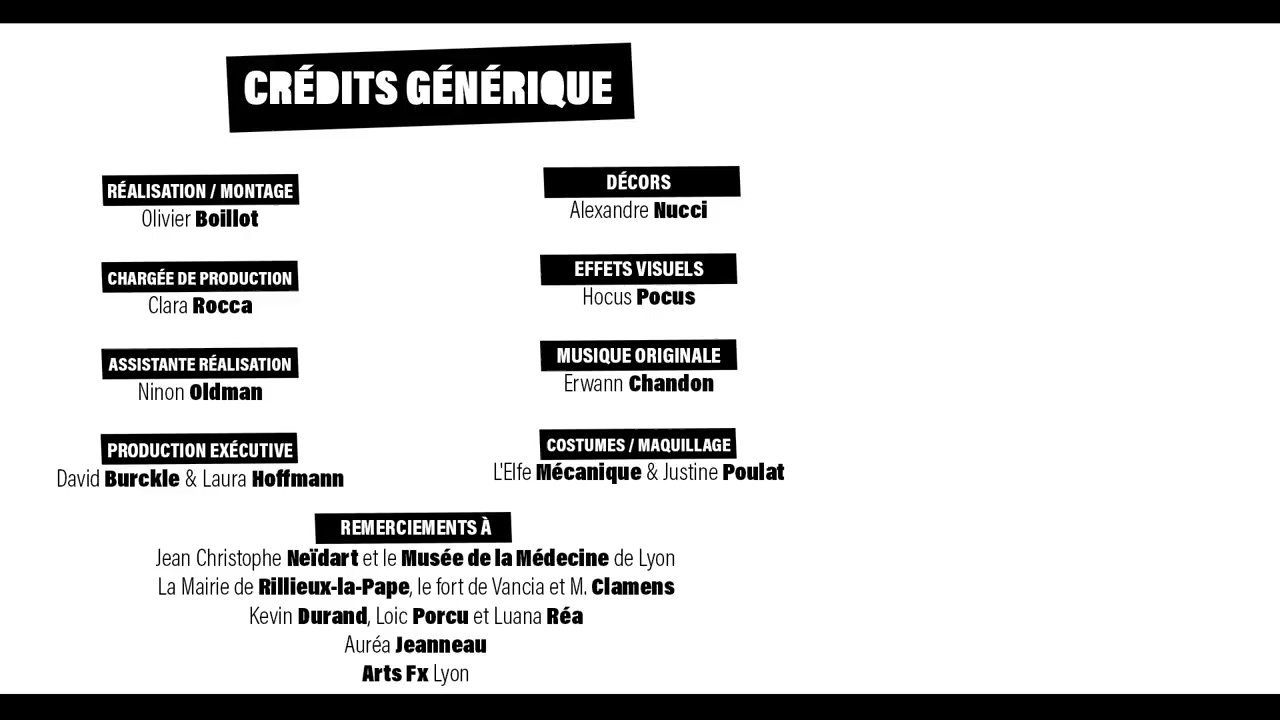 CRÉDITS GÉNÉRIQUE
RÉALISATION / MONTAGE
Olivier Boillot
CHARGÉE DE PRODUCTION
Clara Rocca
ASSISTANTE RÉALISATION
Ninon Oldman
PRODUCTION EXÉCUTIVE
David Burckle & Laura Hoffmann
DÉCORS
Alexandre Nucci
EFFETS VISUELS
Hocus Pocus
MUSIQUE ORIGINALE
Erwann Chandon
COSTUMES / MAQUILLAGE
L'Elfe Mécanique & Justine Poulat
REMERCIEMENTS À
Jean Christophe Neïdart et le Musée de la Médecine de Lyon
La Mairie de Rillieux-la-Pape, le fort de Vancia et M. Clamens
Kevin Durand, Loic Porcu et Luana Réa
Auréa Jeanneau
Arts Fx Lyon